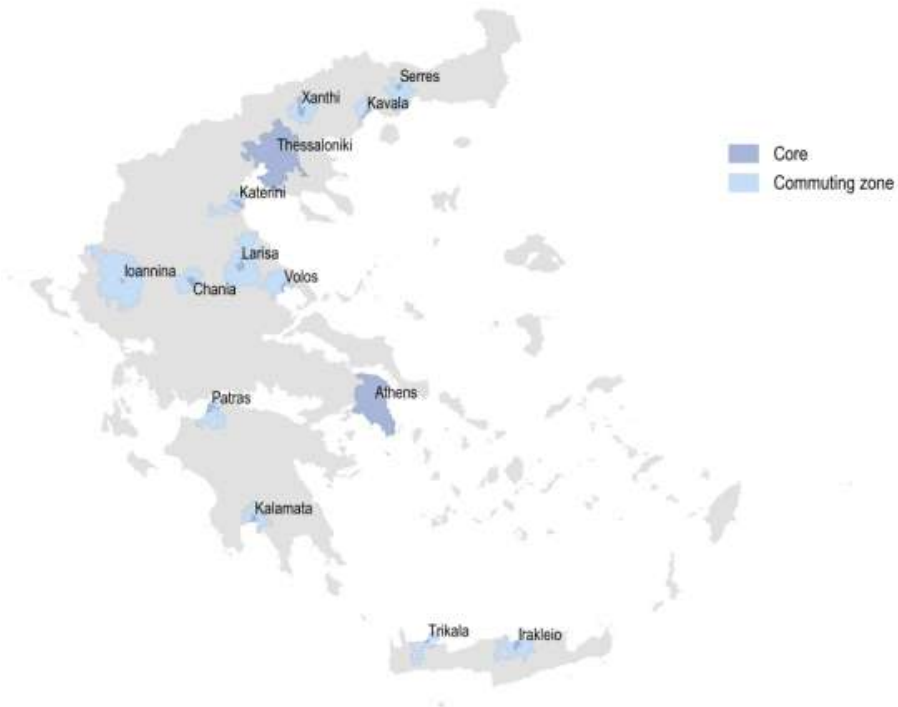 Serres
Xanthi
Kavala
Thessaloniki
Core
Commuting zone
Katerini
Larisa
Ioannina
Volos
Chania
Athens
Patras
Kalamata
Trikala
Irakleio